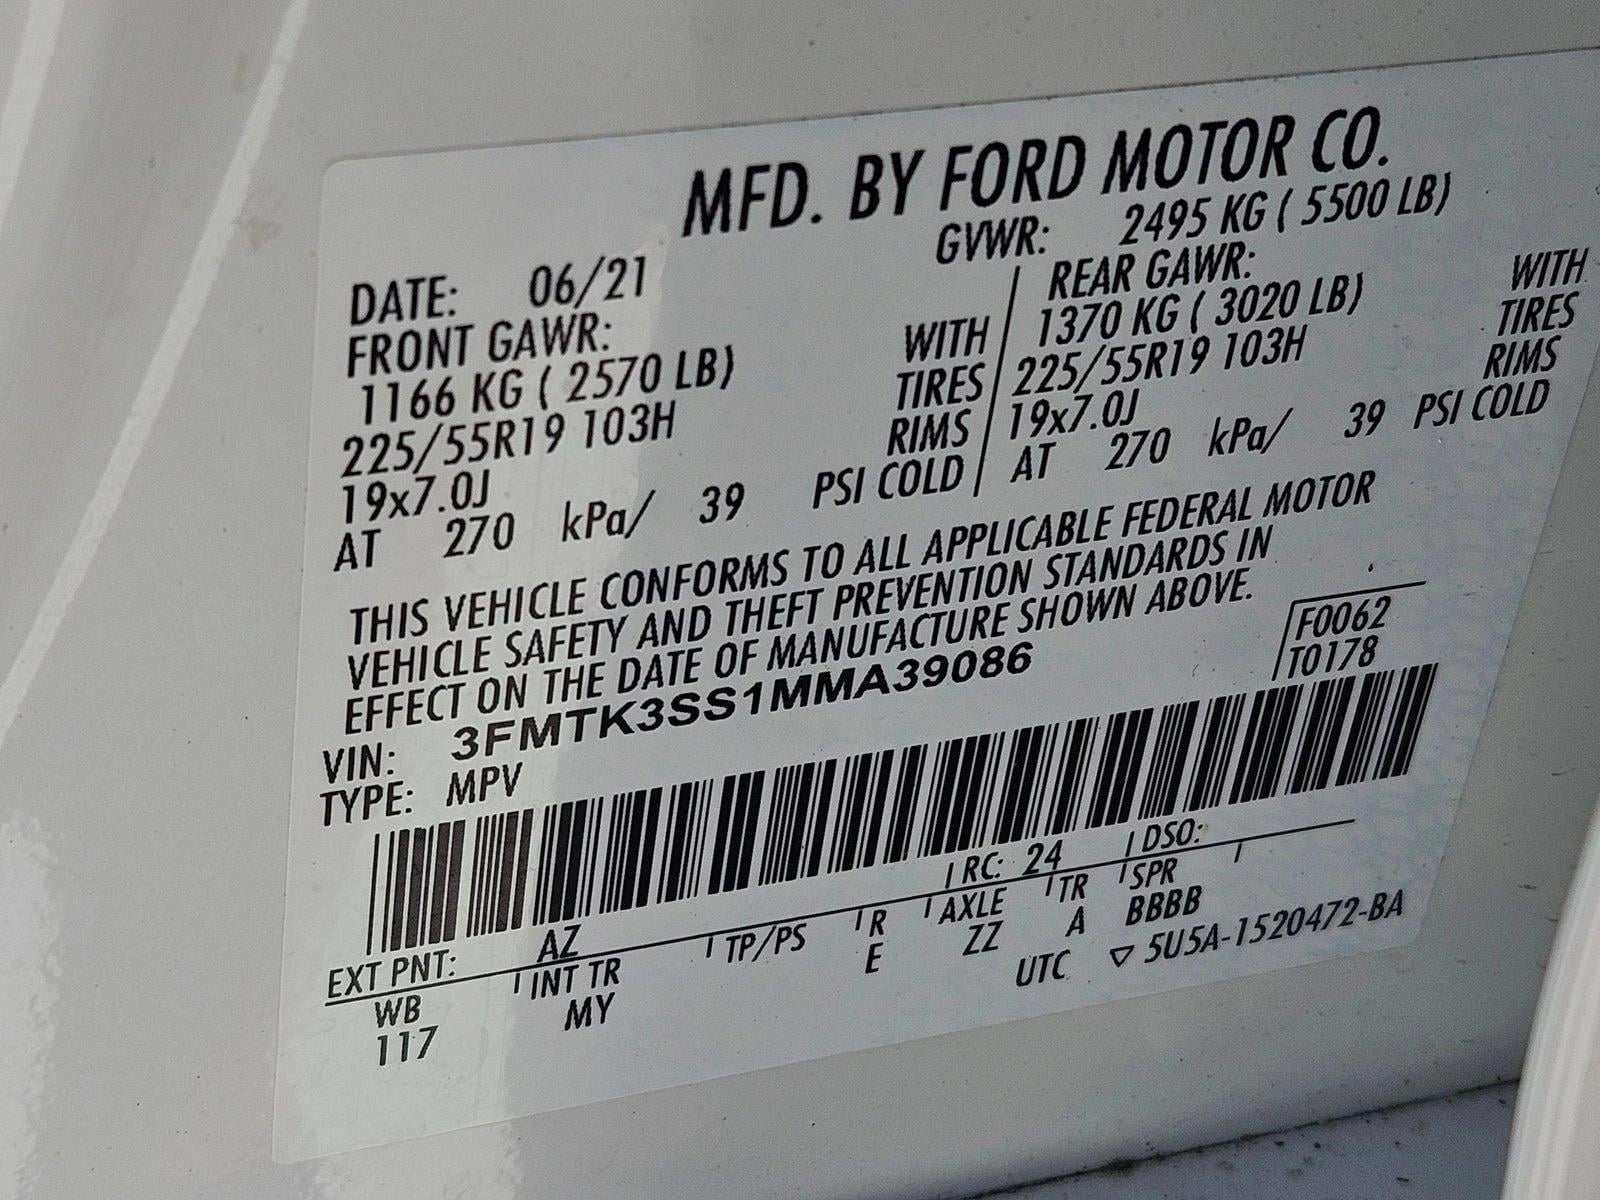 MFD. BY FORD MOTOR CO.
DATE: 06/21 GVWR: 2495 KG ( 5500 LB)
FRONT GAWR: REAR GAWR:
1166 KG ( 2570 LB) WITH 1370 KG ( 3020 LB) WITH
225/55R19 103H TIRES 225/55R19 103H TIRES
19x7.0J RIMS 19x7.0J RIMS
AT 270 kPa/ 39 PSI COLD AT 270 kPa/ 39 PSI COLD
THIS VEHICLE CONFORMS TO ALL APPLICABLE FEDERAL MOTOR
VEHICLE SAFETY AND THEFT PREVENTION STANDARDS IN
EFFECT ON THE DATE OF MANUFACTURE SHOWN ABOVE.
F0062
VIN: 3FMTK3SS1MMA39086 T0178
TYPE: MPV
EXT PNT: AZ RC: 24 DSO:
WB INT TR TP/PS R AXLE TR SPR
117 MY E ZZ A BBBB
UTC ▽ 5U5A-1520472-BA